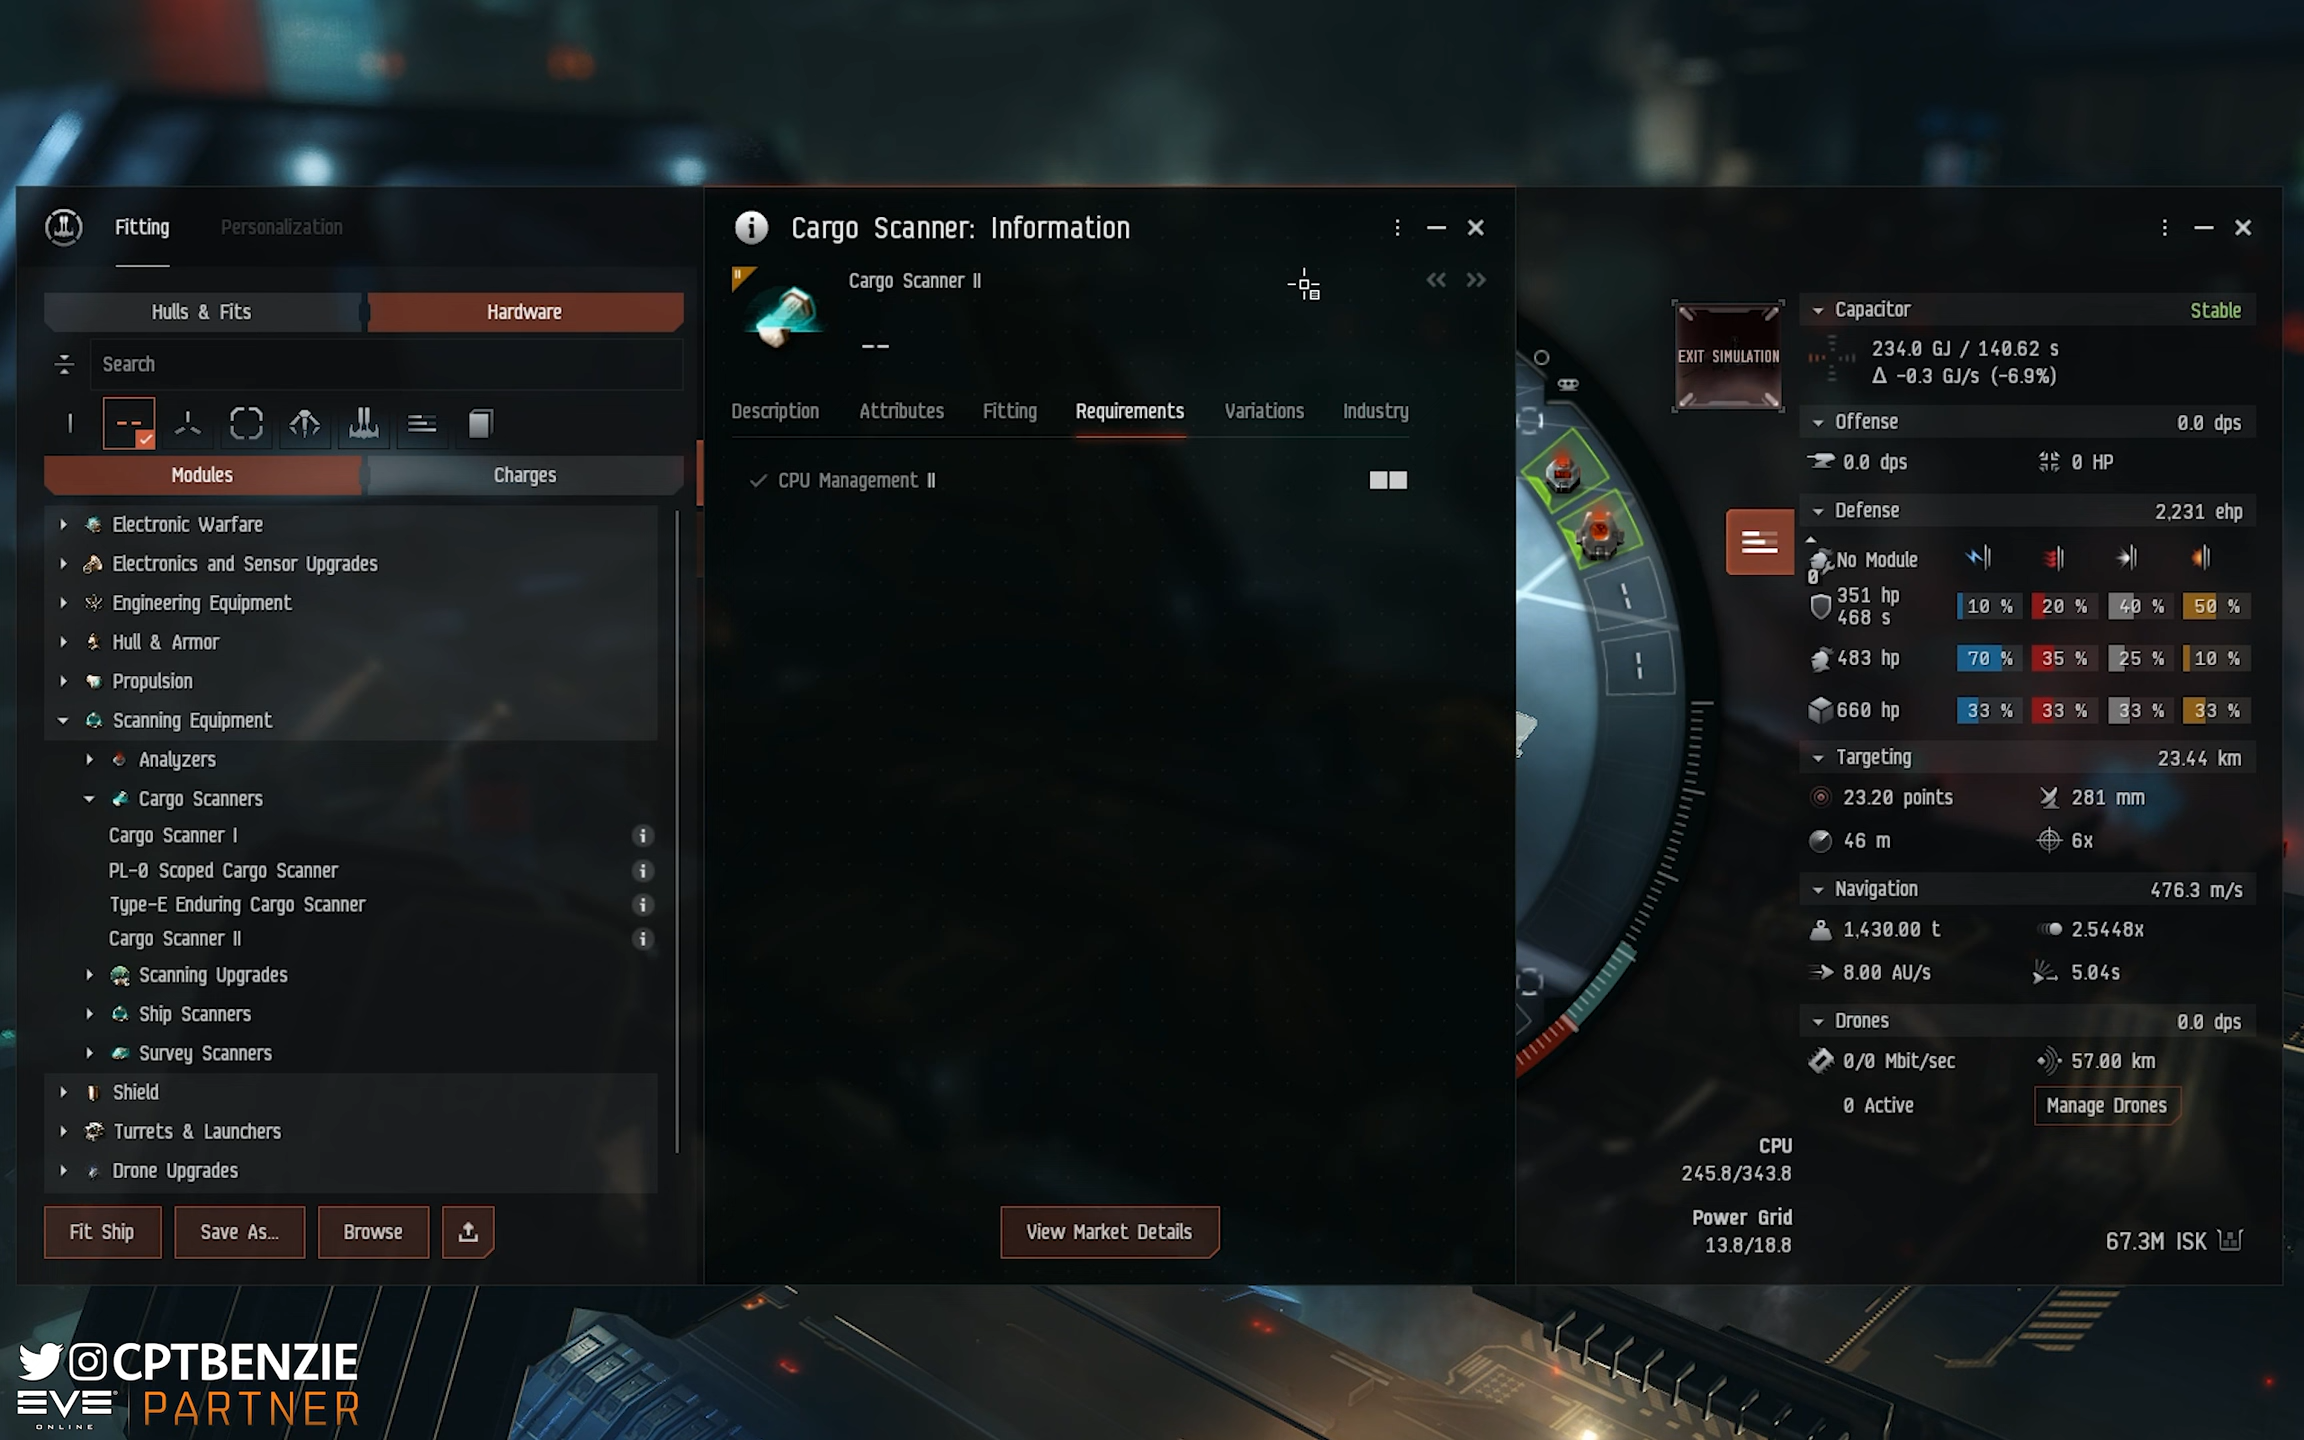 Fitting
Personalization
Hulls & Fits
Hardware
Search
Modules
Charges
Electronic Warfare
Electronics and Sensor Upgrades
Engineering Equipment
Hull & Armor
Propulsion
Scanning Equipment
Analyzers
Cargo Scanners
Cargo Scanner I
PL-0 Scoped Cargo Scanner
Type-E Enduring Cargo Scanner
Cargo Scanner II
Scanning Upgrades
Ship Scanners
Survey Scanners
Shield
Turrets & Launchers
Drone Upgrades
Fit Ship
Save As...
Browse
Cargo Scanner: Information
II
Cargo Scanner II
--
Description
Attributes
Fitting
Requirements
Variations
Industry
CPU Management II
View Market Details
EXIT SIMULATION
Capacitor Stable
234.0 GJ / 140.62 s
Δ -0.3 GJ/s (-6.9%)
Offense 0.0 dps
0.0 dps 0 HP
Defense 2,231 ehp
No Module
0
351 hp
468 s
10 % 20 % 40 % 50 %
483 hp 70 % 35 % 25 % 10 %
660 hp 33 % 33 % 33 % 33 %
Targeting 23.44 km
23.20 points 281 mm
46 m 6x
Navigation 476.3 m/s
1,430.00 t 2.5448x
8.00 AU/s 5.04s
Drones 0.0 dps
0/0 Mbit/sec 57.00 km
0 Active Manage Drones
CPU
245.8/343.8
Power Grid
13.8/18.8
67.3M ISK
CPTBENZIE
EVE PARTNER
ONLINE